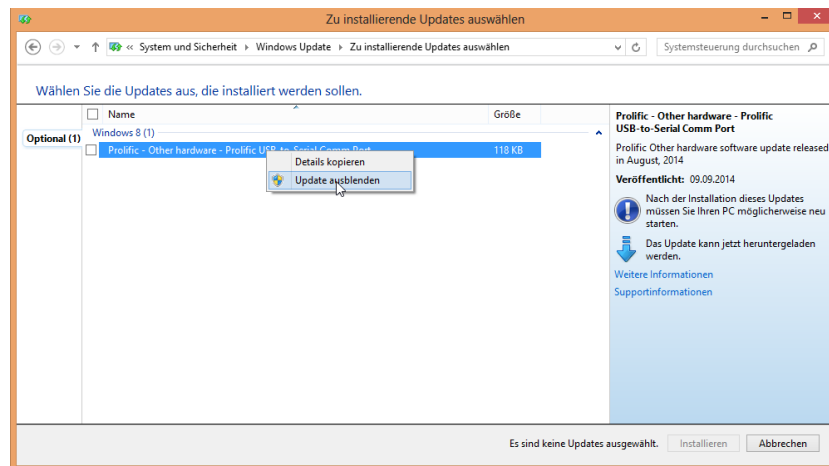 Zu installierende Updates auswählen
« System und Sicherheit ▸ Windows Update ▸ Zu installierende Updates auswählen
Systemsteuerung durchsuchen
Wählen Sie die Updates aus, die installiert werden sollen.
Name Größe
Optional (1)
Windows 8 (1)
Prolific - Other hardware - Prolific USB-to-Serial Comm Port 118 KB
Details kopieren
Update ausblenden
Prolific - Other hardware - Prolific
USB-to-Serial Comm Port
Prolific Other hardware software update released
in August, 2014
Veröffentlicht: 09.09.2014
Nach der Installation dieses Updates
müssen Sie Ihren PC möglicherweise neu
starten.
Das Update kann jetzt heruntergeladen
werden.
Weitere Informationen
Supportinformationen
Es sind keine Updates ausgewählt. Installieren Abbrechen